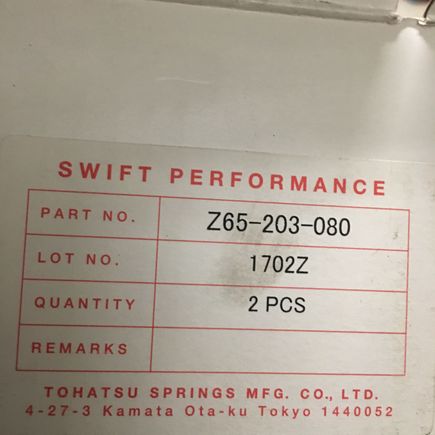 SWIFT PERFORMANCE
PART NO. Z65-203-080
LOT NO. 1702Z
QUANTITY 2 PCS
REMARKS
TOHATSU SPRINGS MFG. CO., LTD.
4-27-3 Kamata Ota-ku Tokyo 1440052